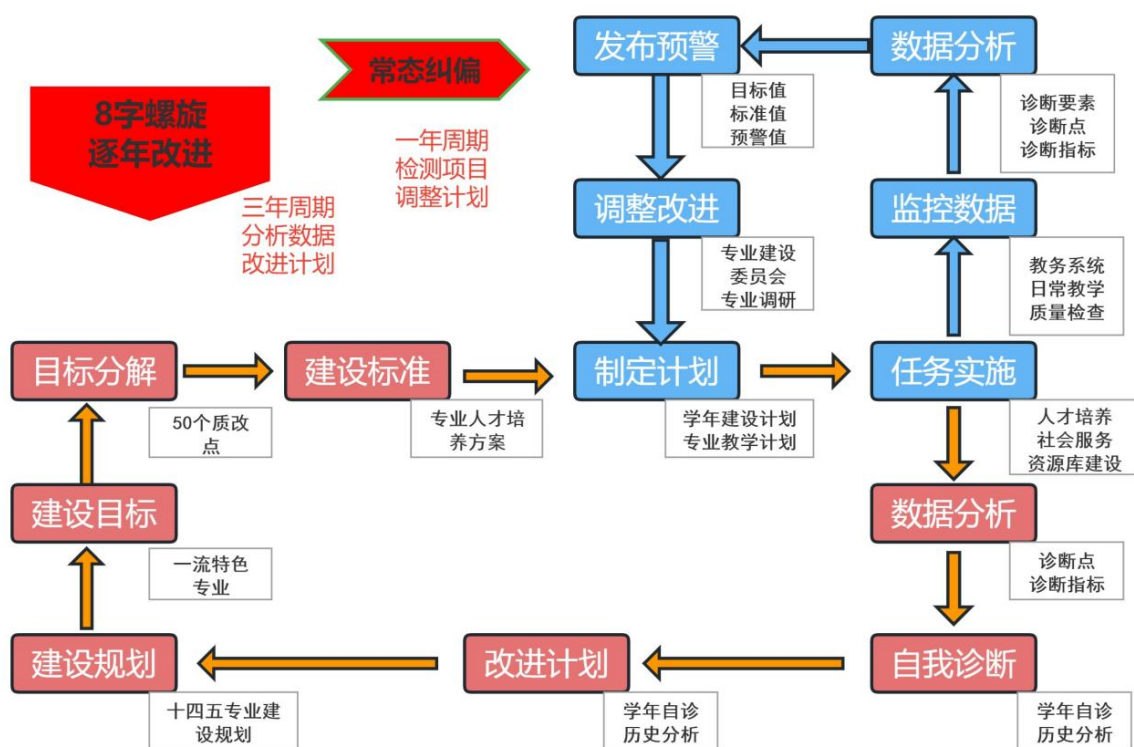 发布预警
数据分析
常态纠偏
目标值
标准值
预警值
诊断要素
诊断点
诊断指标
8字螺旋
逐年改进
一年周期
检测项目
调整计划
三年周期
分析数据
改进计划
调整改进
监控数据
专业建设
委员会
专业调研
教务系统
日常教学
质量检查
目标分解
建设标准
制定计划
任务实施
50个质改
点
专业人才培
养方案
学年建设计划
专业教学计划
人才培养
社会服务
资源库建设
建设目标
数据分析
一流特色
专业
诊断点
诊断指标
建设规划
改进计划
自我诊断
十四五专业建
设规划
学年自诊
历史分析
学年自诊
历史分析